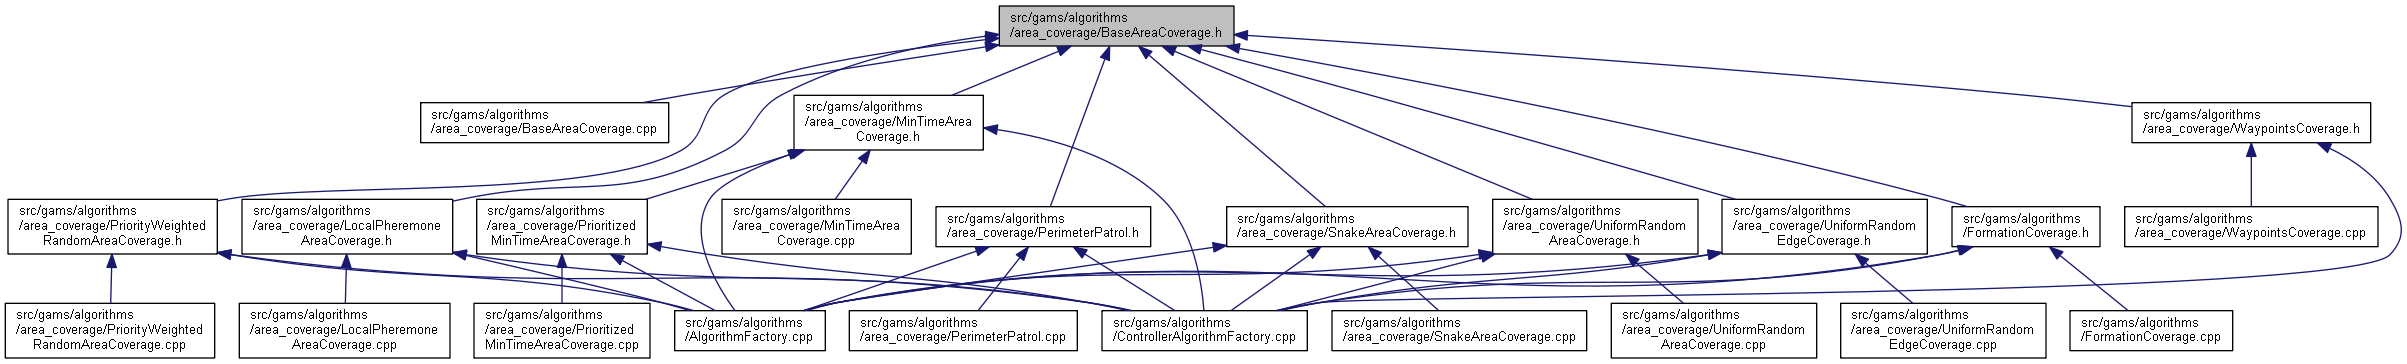 src/gams/algorithms
/area_coverage/BaseAreaCoverage.h
src/gams/algorithms
/area_coverage/BaseAreaCoverage.cpp
src/gams/algorithms
/area_coverage/MinTimeArea
Coverage.h
src/gams/algorithms
/area_coverage/WaypointsCoverage.h
src/gams/algorithms
/area_coverage/PriorityWeighted
RandomAreaCoverage.h
src/gams/algorithms
/area_coverage/LocalPheremone
AreaCoverage.h
src/gams/algorithms
/area_coverage/Prioritized
MinTimeAreaCoverage.h
src/gams/algorithms
/area_coverage/MinTimeArea
Coverage.cpp
src/gams/algorithms
/area_coverage/PerimeterPatrol.h
src/gams/algorithms
/area_coverage/SnakeAreaCoverage.h
src/gams/algorithms
/area_coverage/UniformRandom
AreaCoverage.h
src/gams/algorithms
/area_coverage/UniformRandom
EdgeCoverage.h
src/gams/algorithms
/FormationCoverage.h
src/gams/algorithms
/area_coverage/WaypointsCoverage.cpp
src/gams/algorithms
/area_coverage/PriorityWeighted
RandomAreaCoverage.cpp
src/gams/algorithms
/area_coverage/LocalPheremone
AreaCoverage.cpp
src/gams/algorithms
/area_coverage/Prioritized
MinTimeAreaCoverage.cpp
src/gams/algorithms
/AlgorithmFactory.cpp
src/gams/algorithms
/area_coverage/PerimeterPatrol.cpp
src/gams/algorithms
/ControllerAlgorithmFactory.cpp
src/gams/algorithms
/area_coverage/SnakeAreaCoverage.cpp
src/gams/algorithms
/area_coverage/UniformRandom
AreaCoverage.cpp
src/gams/algorithms
/area_coverage/UniformRandom
EdgeCoverage.cpp
src/gams/algorithms
/FormationCoverage.cpp